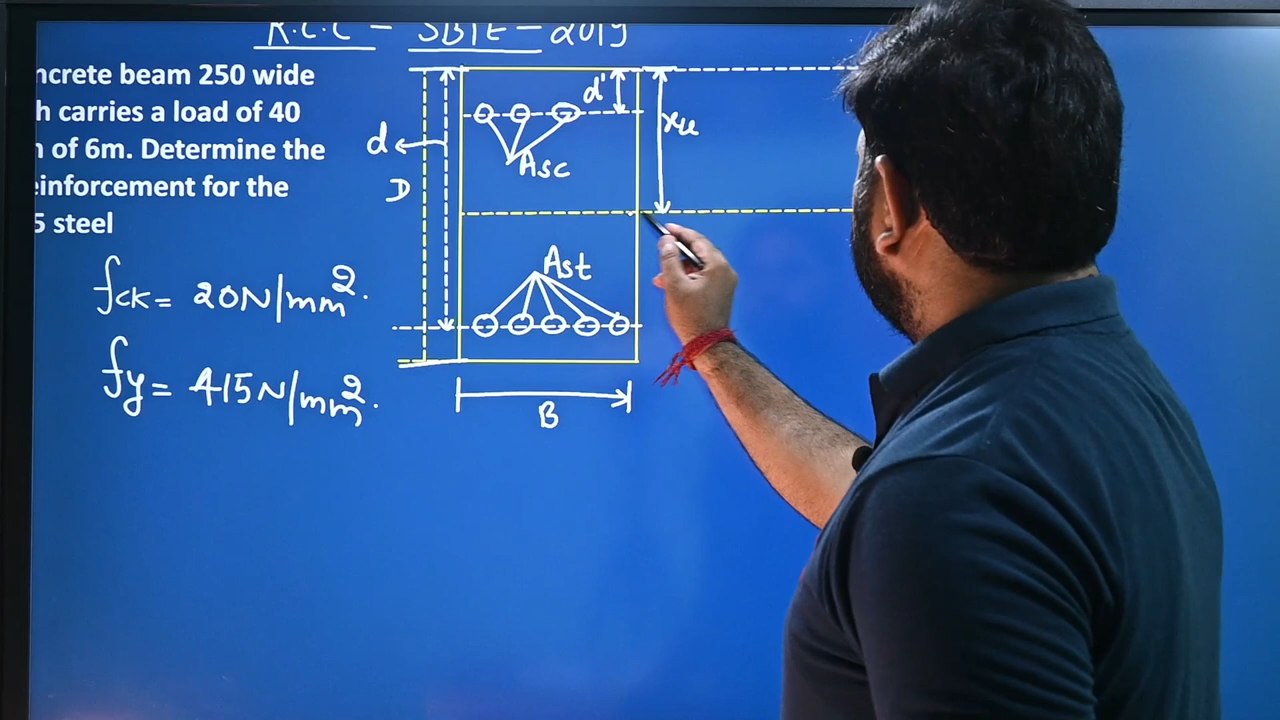 R.C.C - SBTE - 2019
ncrete beam 250 wide
h carries a load of 40
n of 6m. Determine the
einforcement for the
5 steel
fck = 20N/mm².
fy = 415N/mm².
d'
xu
d
Asc
D
Ast
B